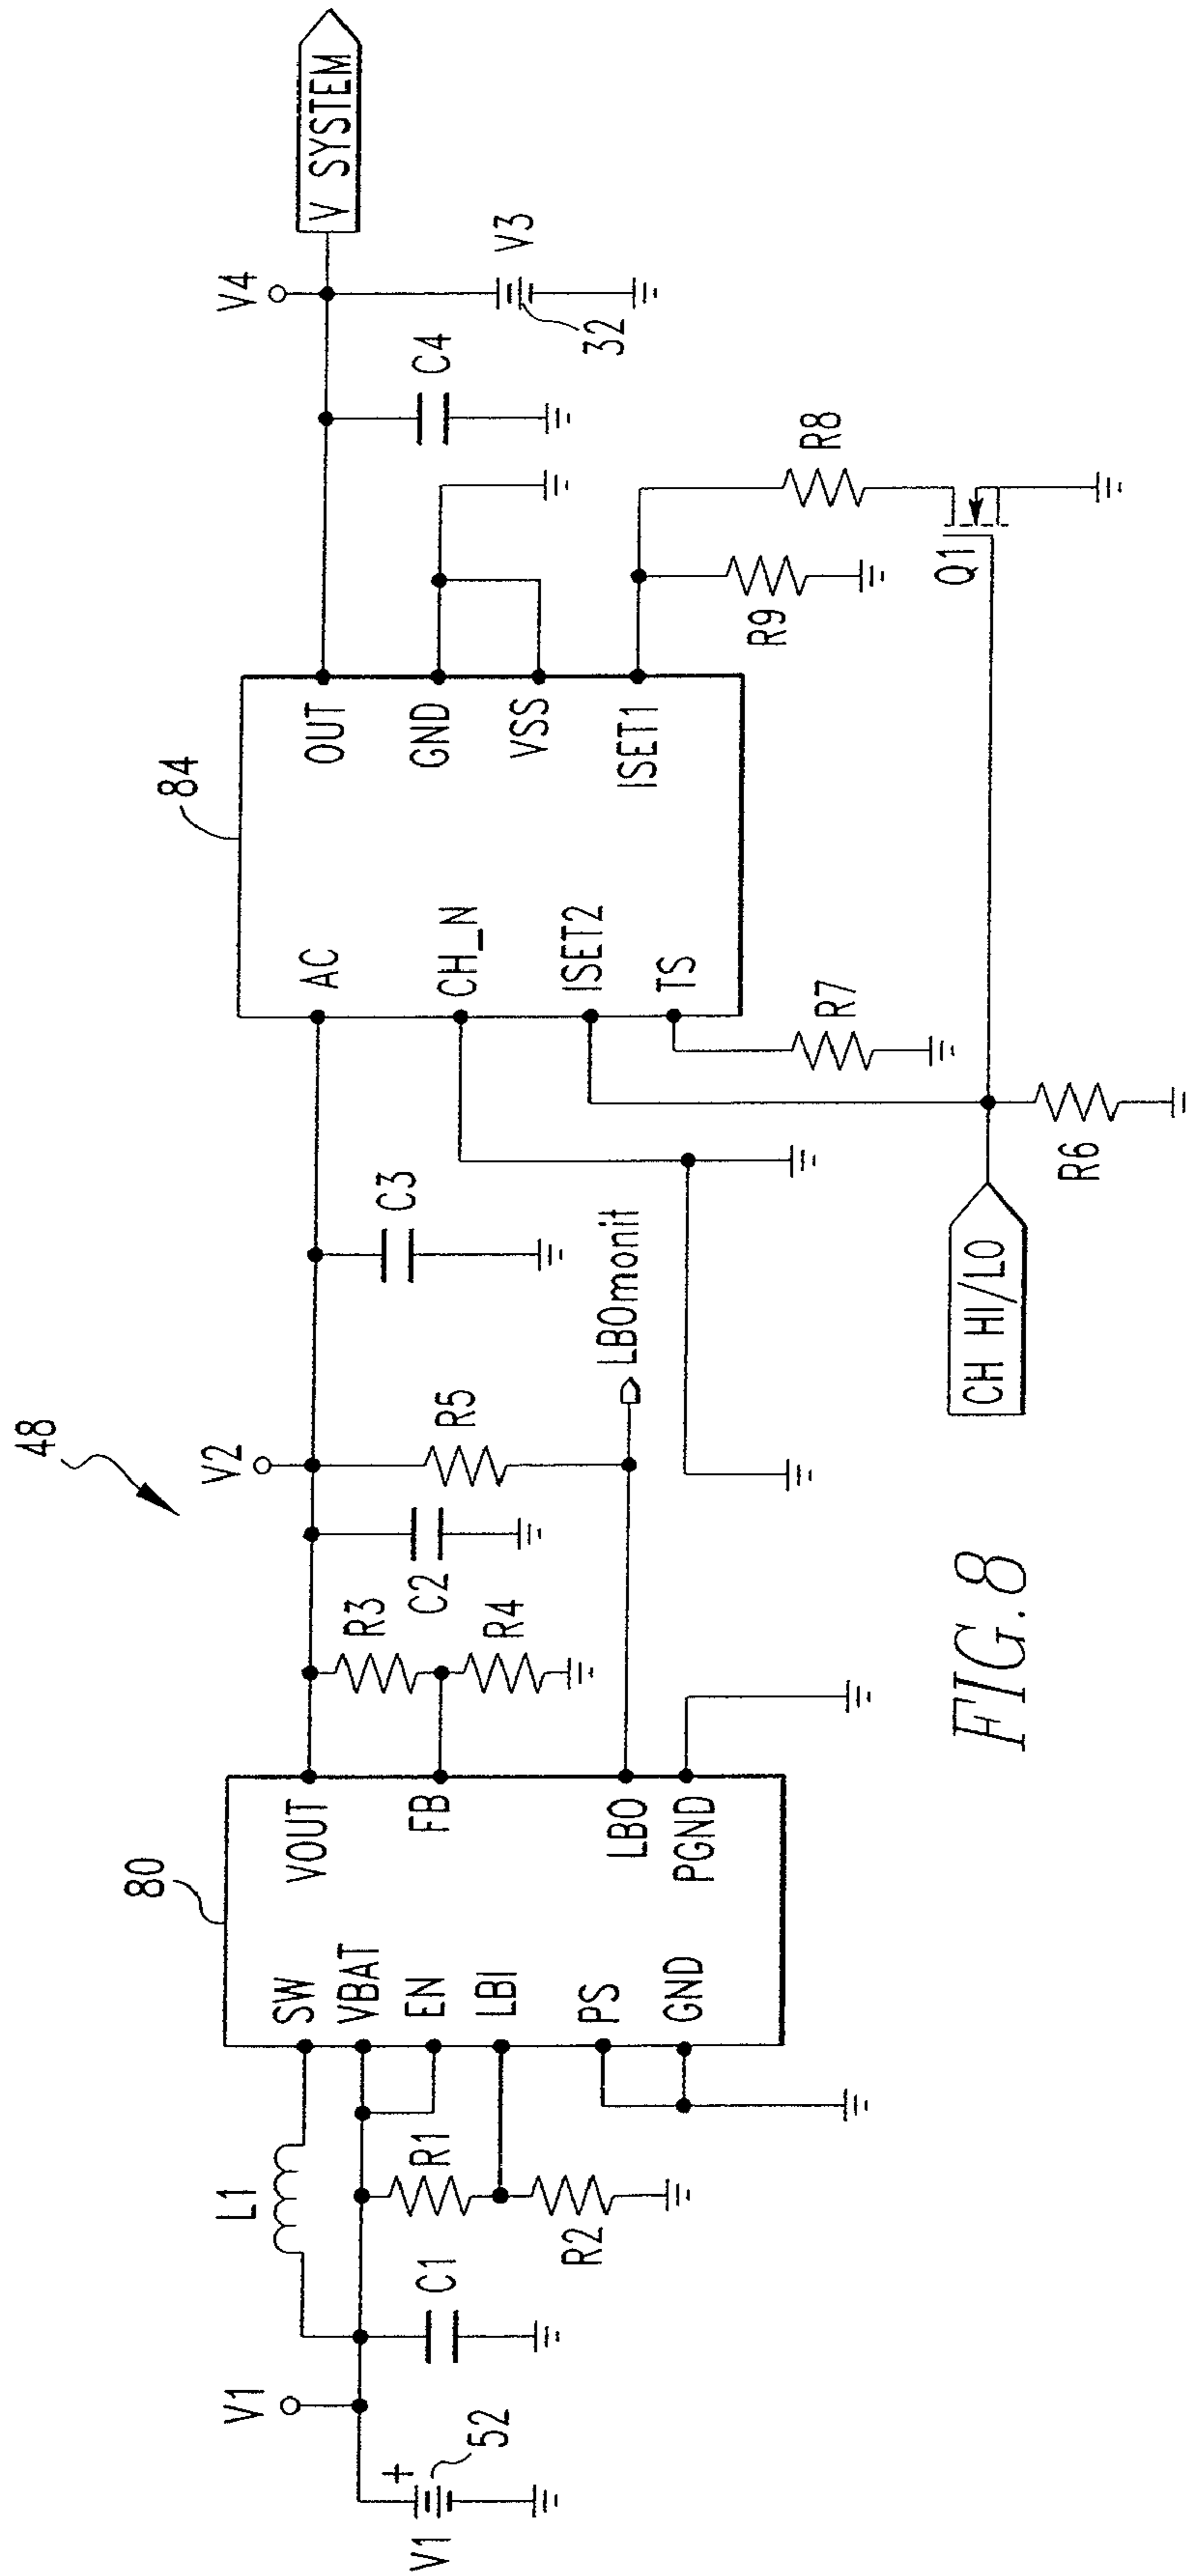 48
V1
V1
+
52
L1
C1
R1
R2
80
SW
VBAT
EN
LBI
PS
GND
VOUT
FB
LBO
PGND
R3
R4
C2
V2
R5
LBOmonit
C3
84
AC
CH_N
ISET2
TS
OUT
GND
VSS
ISET1
R7
R6
CH HI/LO
R9
R8
Q1
C4
V4
V3
32
V SYSTEM
FIG. 8